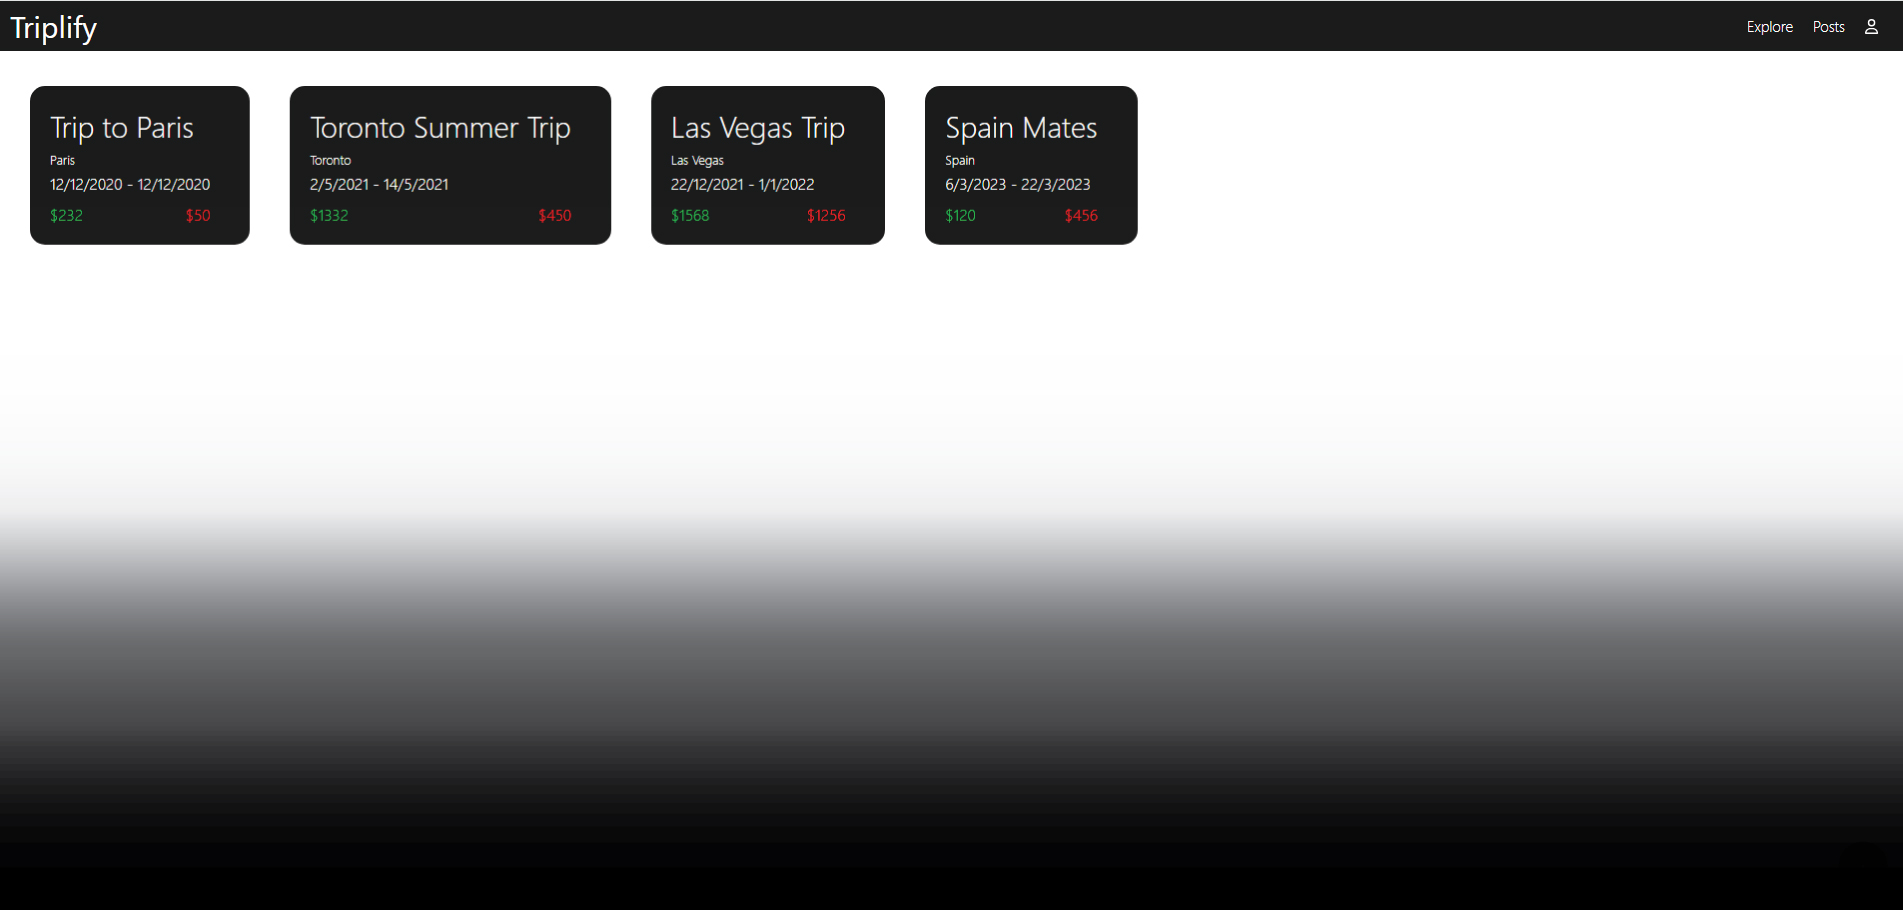 Triplify
Explore Posts
Trip to Paris
Paris
12/12/2020 - 12/12/2020
$232 $50
Toronto Summer Trip
Toronto
2/5/2021 - 14/5/2021
$1332 $450
Las Vegas Trip
Las Vegas
22/12/2021 - 1/1/2022
$1568 $1256
Spain Mates
Spain
6/3/2023 - 22/3/2023
$120 $456